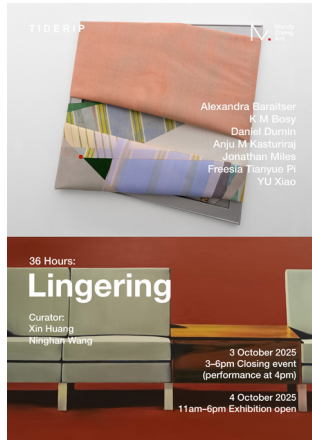 TIDERIP
Alexandra Baraitser
K M Bosy
Daniel Durnin
Anju M Kasturiraj
Jonathan Miles
Freesia Tianyue Pi
YU Xiao
36 Hours:
Lingering
Curator:
Xin Huang
Ninghan Wang
3 October 2025
3–6pm Closing event
(performance at 4pm)
4 October 2025
11am–6pm Exhibition open